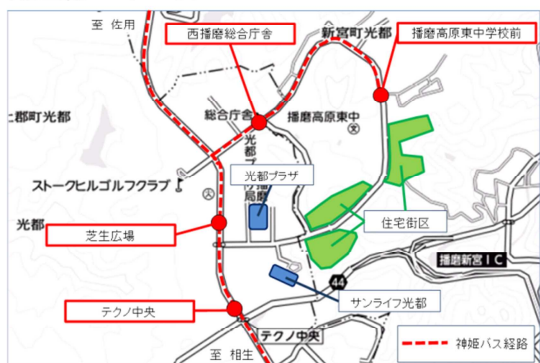 至 佐用
西播磨総合庁舎
新宮町光都
播磨高原東中学校前
上郡町光都
総合庁舎
播磨高原東中
文
光都プラザ
ストークヒルゴルフクラブ
光都
芝生広場
住宅街区
播磨新宮IC
44
サンライフ光都
テクノ中央
テクノ中央
至 相生
神姫バス経路